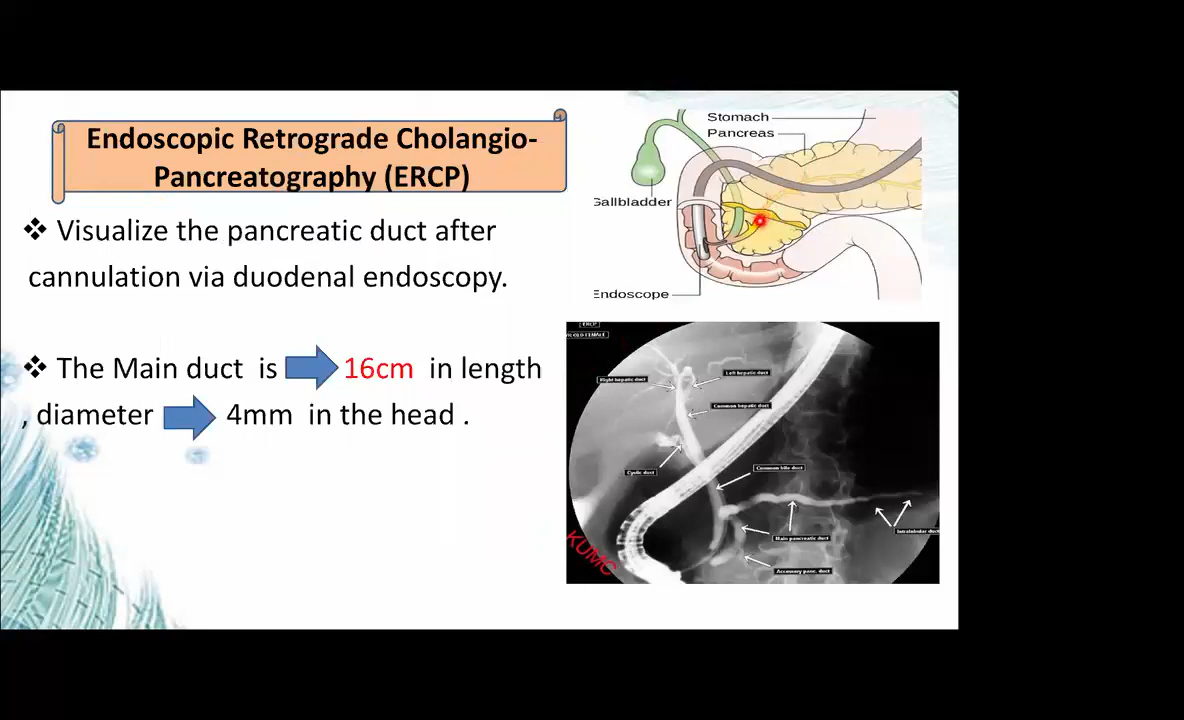 Endoscopic Retrograde Cholangio-
Pancreatography (ERCP)
❖ Visualize the pancreatic duct after
cannulation via duodenal endoscopy.
❖ The Main duct is 16cm in length
, diameter 4mm in the head .
Stomach
Pancreas
Gallbladder
Endoscope
ERCP
Right hepatic duct
Left hepatic duct
Common hepatic duct
Cystic duct
Common bile duct
Main pancreatic duct
Intralobular duct
Accessory panc. duct
KUMC